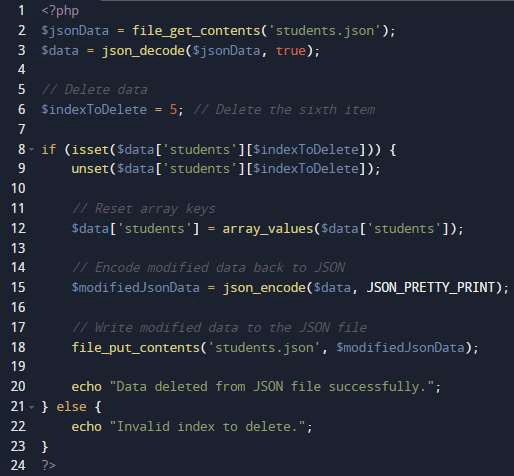 1 <?php
2 $jsonData = file_get_contents('students.json');
3 $data = json_decode($jsonData, true);
4
5 // Delete data
6 $indexToDelete = 5; // Delete the sixth item
7
8 if (isset($data['students'][$indexToDelete])) {
9     unset($data['students'][$indexToDelete]);
10
11     // Reset array keys
12     $data['students'] = array_values($data['students']);
13
14     // Encode modified data back to JSON
15     $modifiedJsonData = json_encode($data, JSON_PRETTY_PRINT);
16
17     // Write modified data to the JSON file
18     file_put_contents('students.json', $modifiedJsonData);
19
20     echo "Data deleted from JSON file successfully.";
21 } else {
22     echo "Invalid index to delete.";
23 }
24 ?>